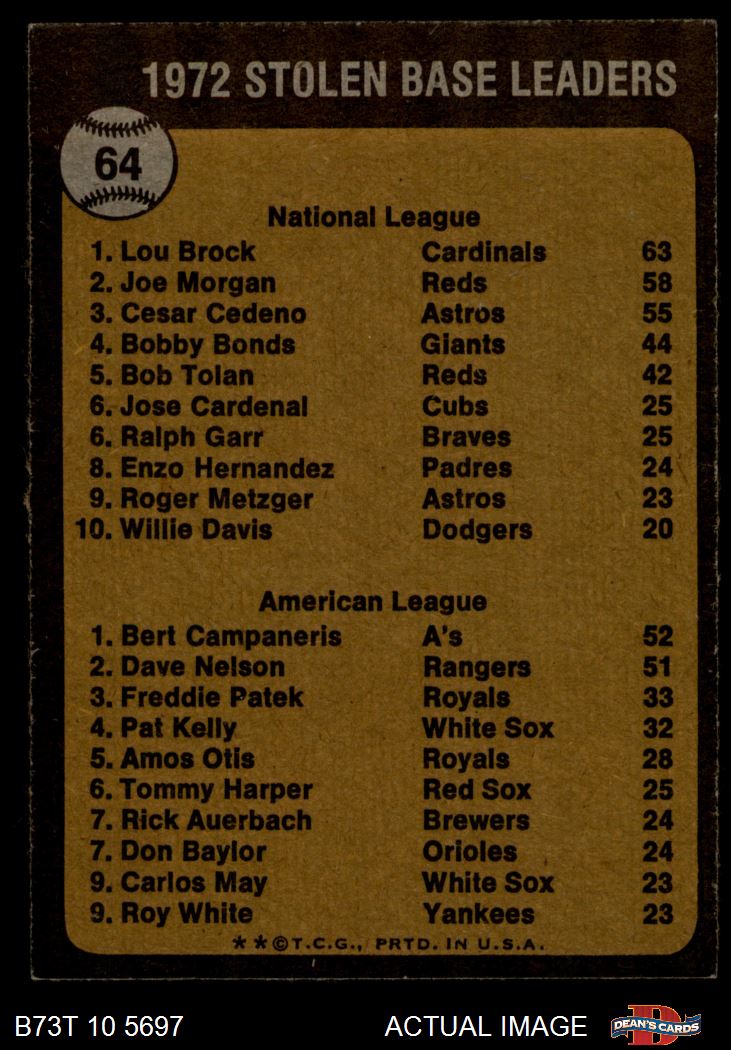 1972 STOLEN BASE LEADERS
64
National League
1. Lou Brock Cardinals 63
2. Joe Morgan Reds 58
3. Cesar Cedeno Astros 55
4. Bobby Bonds Giants 44
5. Bob Tolan Reds 42
6. Jose Cardenal Cubs 25
6. Ralph Garr Braves 25
8. Enzo Hernandez Padres 24
9. Roger Metzger Astros 23
10. Willie Davis Dodgers 20
American League
1. Bert Campaneris A's 52
2. Dave Nelson Rangers 51
3. Freddie Patek Royals 33
4. Pat Kelly White Sox 32
5. Amos Otis Royals 28
6. Tommy Harper Red Sox 25
7. Rick Auerbach Brewers 24
7. Don Baylor Orioles 24
9. Carlos May White Sox 23
9. Roy White Yankees 23
* * © T.C.G., PRTD. IN U.S.A.
B73T 10 5697 ACTUAL IMAGE D DEAN'S CARDS